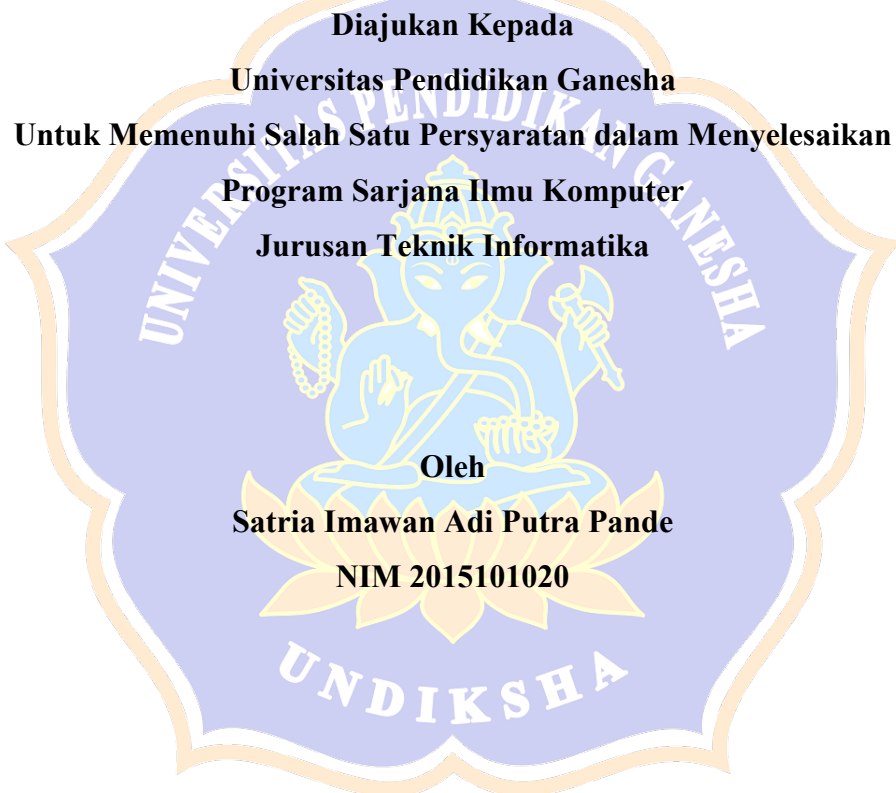 Diajukan Kepada
Universitas Pendidikan Ganesha
UNIVERSITAS PENDIDIKAN GANESHA
Untuk Memenuhi Salah Satu Persyaratan dalam Menyelesaikan
Program Sarjana Ilmu Komputer
Jurusan Teknik Informatika
Oleh
Satria Imawan Adi Putra Pande
NIM 2015101020
UNDIKSHA